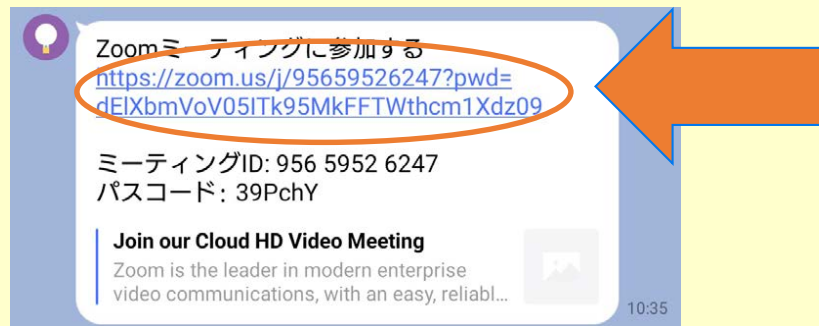 Zoomミーティングに参加する
https://zoom.us/j/95659526247?pwd=
dElXbmVoV05ITk95MkFFTWthcm1Xdz09
ミーティングID: 956 5952 6247
パスコード: 39PchY
Join our Cloud HD Video Meeting
Zoom is the leader in modern enterprise
video communications, with an easy, reliabl...
10:35